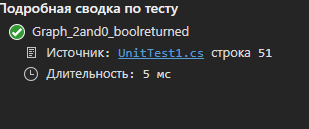 Подробная сводка по тесту
Graph_2and0_boolreturned
Источник: UnitTest1.cs строка 51
Длительность: 5 мс